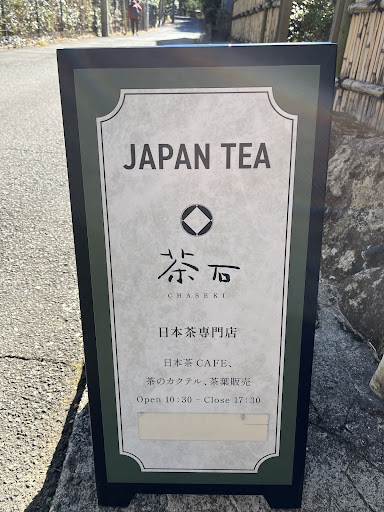 JAPAN TEA
茶石
CHASEKI
日本茶専門店
日本茶 CAFE、
茶のカクテル、茶葉販売
Open 10:30 – Close 17:30